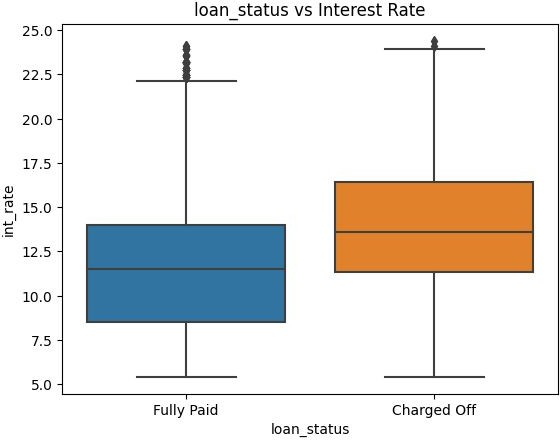 loan_status vs Interest Rate
25.0
22.5
20.0
17.5
15.0
12.5
10.0
7.5
5.0
int_rate
Fully Paid
Charged Off
loan_status